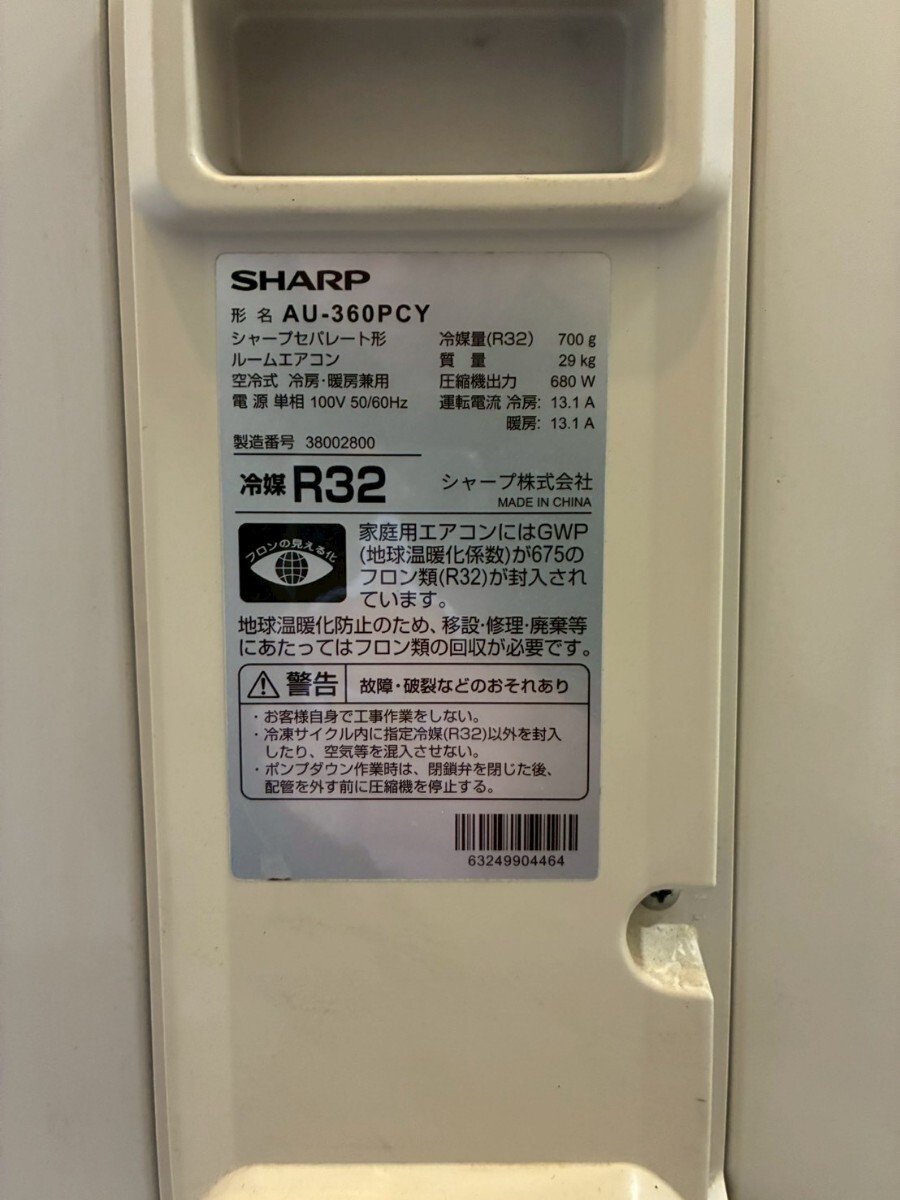 SHARP
形 名 AU-360PCY
シャープセパレート形
ルームエアコン
空冷式 冷房・暖房兼用
電 源 単相 100V 50/60Hz
冷媒量(R32) 700 g
質 量 29 kg
圧縮機出力 680 W
運転電流 冷房: 13.1 A
暖房: 13.1 A
製造番号 38002800
冷媒 R32
シャープ株式会社
MADE IN CHINA
フロンの見える化
家庭用エアコンにはGWP
(地球温暖化係数)が675の
フロン類(R32)が封入され
ています。
地球温暖化防止のため、移設・修理・廃棄等
にあたってはフロン類の回収が必要です。
警告 故障・破裂などのおそれあり
・お客様自身で工事作業をしない。
・冷凍サイクル内に指定冷媒(R32)以外を封入
したり、空気等を混入させない。
・ポンプダウン作業時は、閉鎖弁を閉じた後、
配管を外す前に圧縮機を停止する。
63249904464